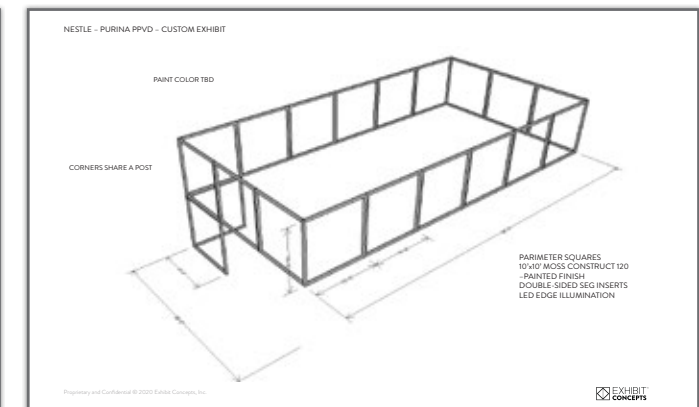 NESTLE – PURINA PPVD – CUSTOM EXHIBIT
PAINT COLOR TBD
CORNERS SHARE A POST
PARIMETER SQUARES
10'x10' MOSS CONSTRUCT 120
–PAINTED FINISH
DOUBLE-SIDED SEG INSERTS
LED EDGE ILLUMINATION
Proprietary and Confidential © 2020 Exhibit Concepts, Inc.
EXHIBIT
CONCEPTS